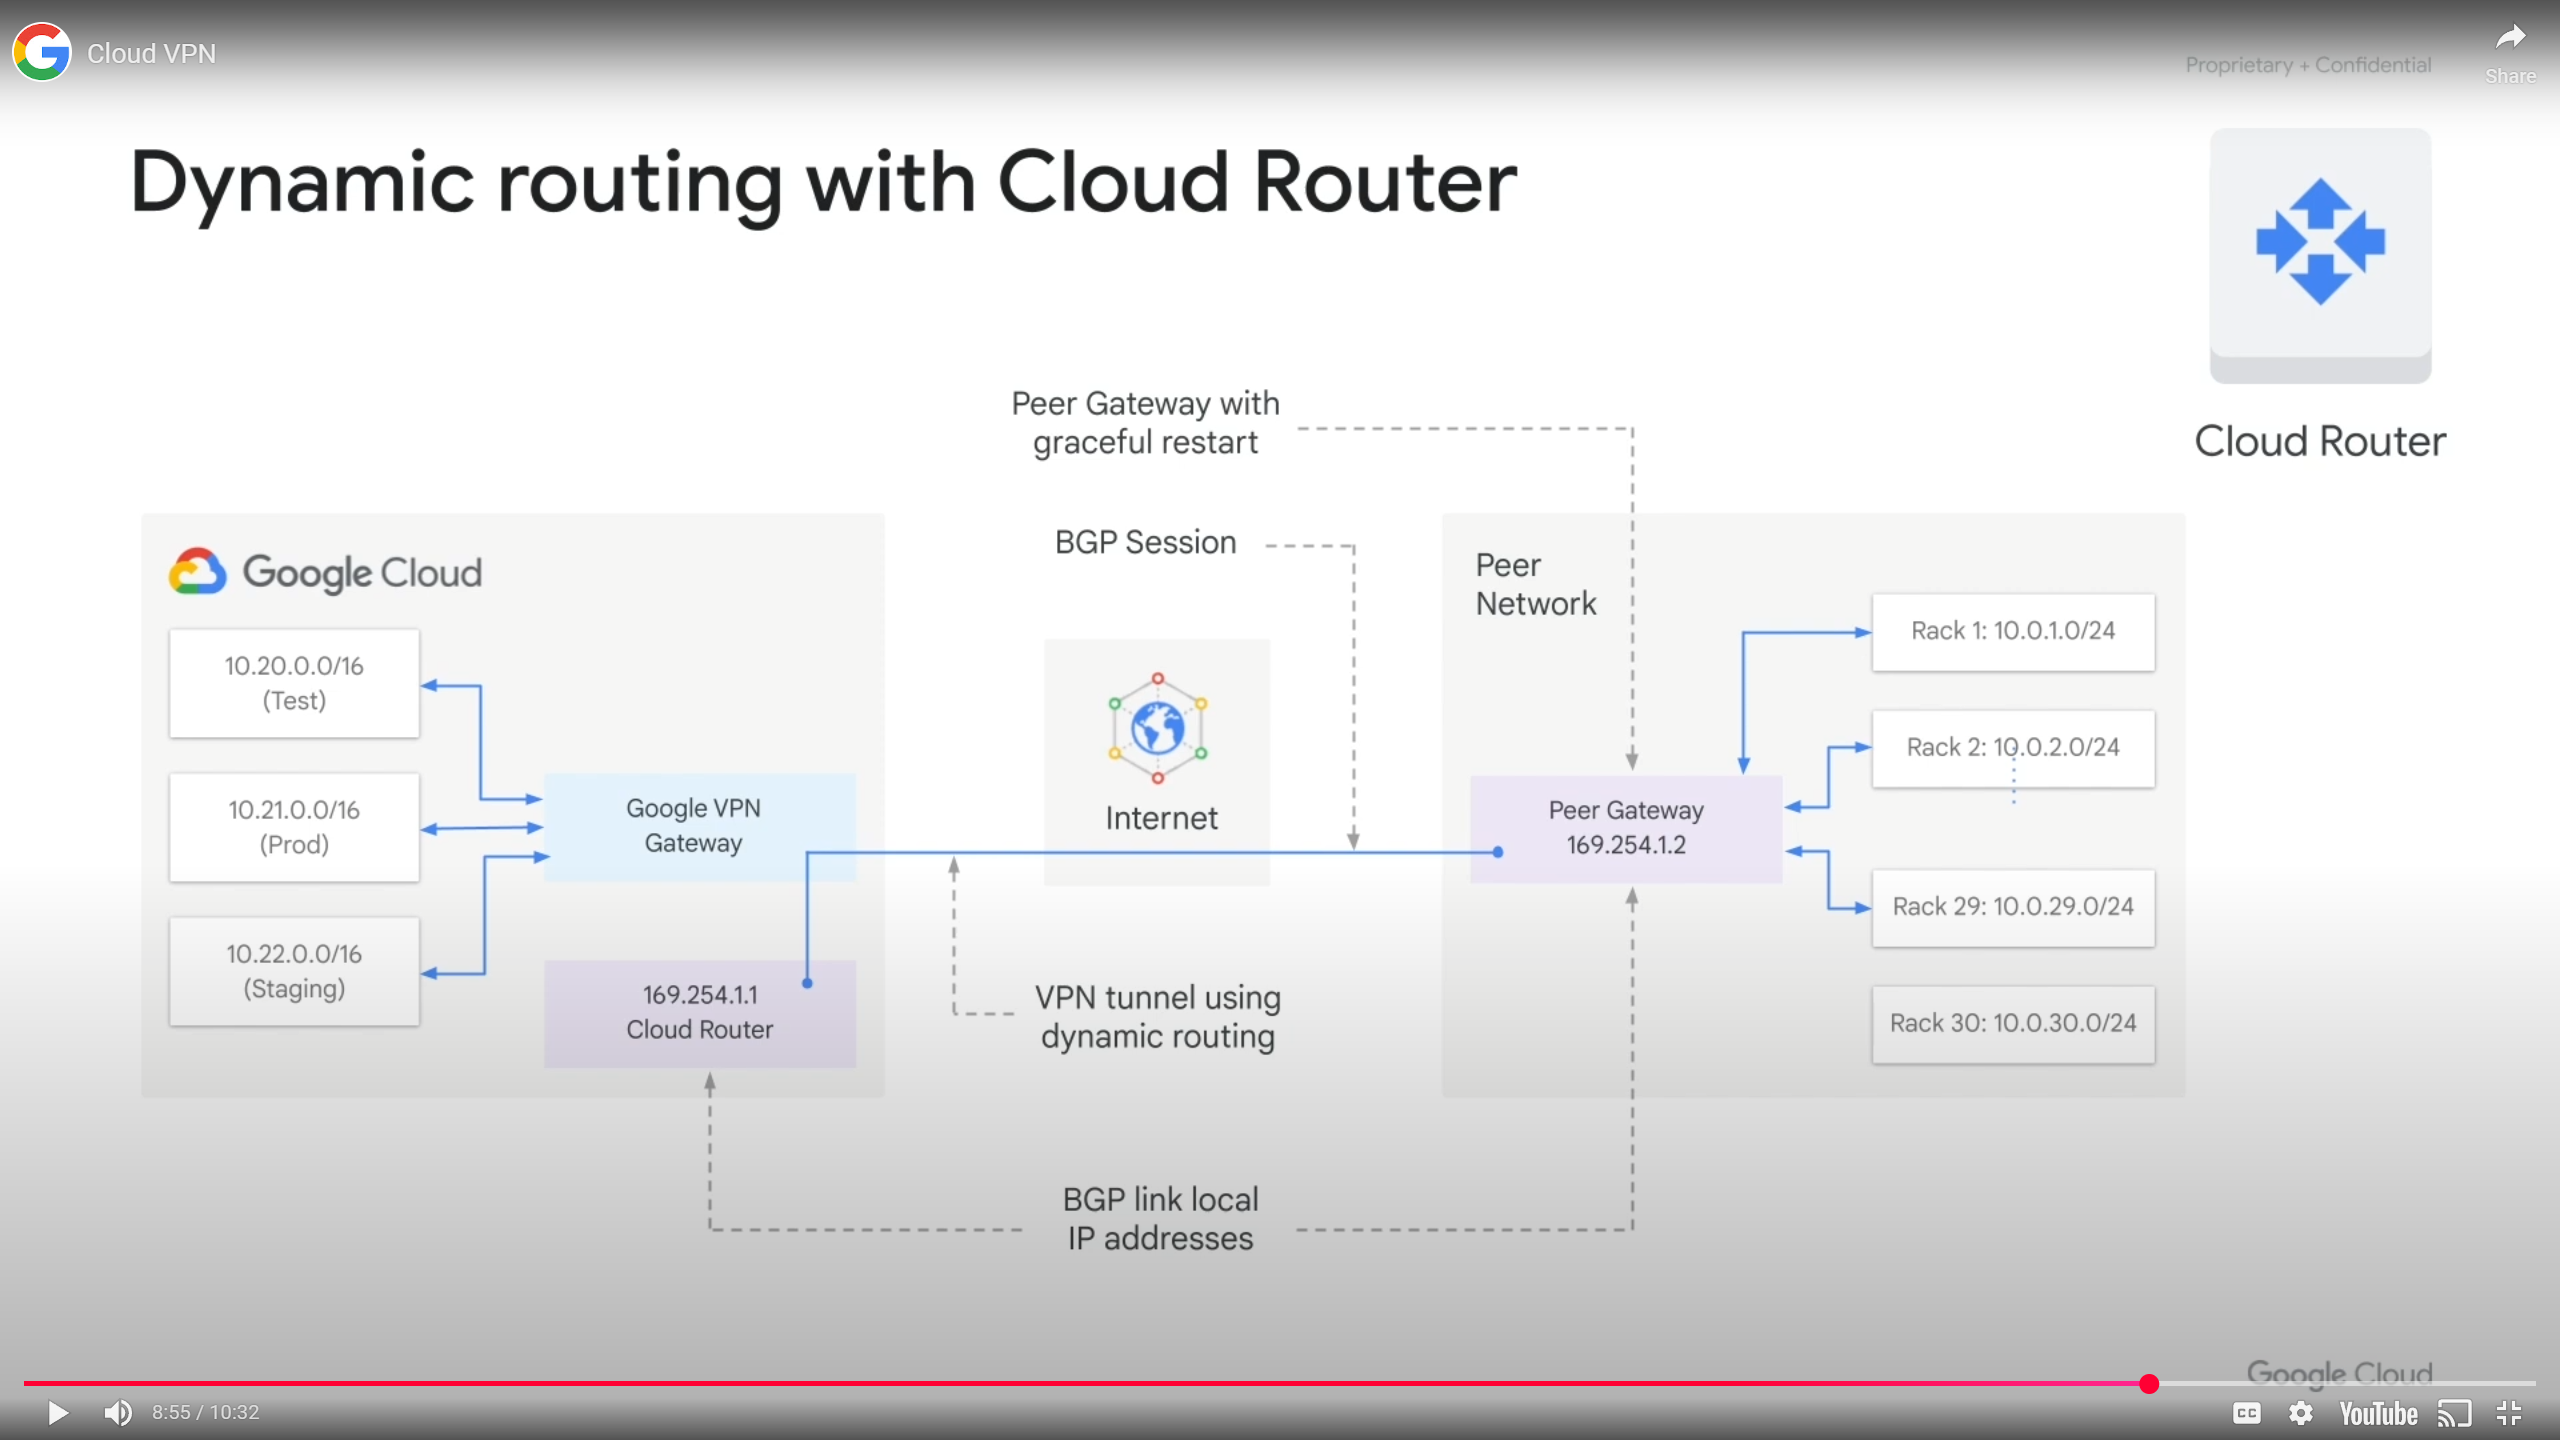 Cloud VPN
Proprietary + Confidential
Share
Dynamic routing with Cloud Router
Cloud Router
Peer Gateway with
graceful restart
BGP Session
Google Cloud
10.20.0.0/16
(Test)
10.21.0.0/16
(Prod)
10.22.0.0/16
(Staging)
Google VPN
Gateway
169.254.1.1
Cloud Router
Internet
VPN tunnel using
dynamic routing
BGP link local
IP addresses
Peer
Network
Peer Gateway
169.254.1.2
Rack 1: 10.0.1.0/24
Rack 2: 10.0.2.0/24
Rack 29: 10.0.29.0/24
Rack 30: 10.0.30.0/24
Google Cloud
8:55 / 10:32
CC
YouTube